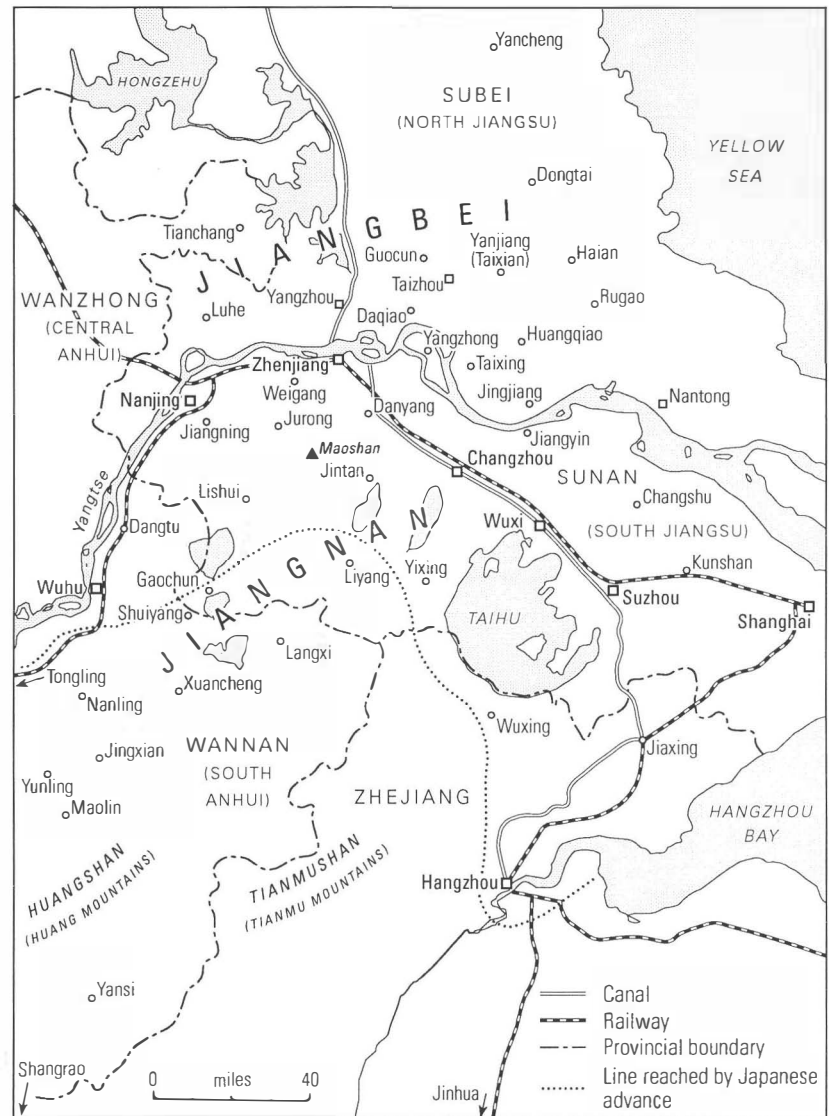 Yancheng
HONGZEHU
SUBEI
(NORTH JIANGSU)
YELLOW
SEA
Dongtai
Tianchang
JIANGBEI
Guocun
Yanjiang
(Taixian)
Haian
Taizhou
WANZHONG
(CENTRAL
ANHUI)
Luhe
Yangzhou
Daqiao
Rugao
Yangzhong
Huangqiao
Zhenjiang
Taixing
Weigang
Nanjing
Jingjiang
Nantong
Jiangning
Jurong
Danyang
Jiangyin
Maoshan
Jintan
Changzhou
SUNAN
Yangtse
Lishui
Changshu
Dangtu
Wuxi
(SOUTH JIANGSU)
JIANGNAN
Liyang
Yixing
Kunshan
Wuhu
Gaochun
Suzhou
Shuiyang
TAIHU
Shanghai
Langxi
Tongling
Nanling
Xuancheng
Wuxing
WANNAN
(SOUTH
ANHUI)
Jingxian
Jiaxing
Yunling
Maolin
ZHEJIANG
HANGZHOU
BAY
HUANGSHAN
(HUANG MOUNTAINS)
TIANMUSHAN
(TIANMU MOUNTAINS)
Hangzhou
Yansi
Canal
Railway
Provincial boundary
Line reached by Japanese
advance
Shangrao
0 miles 40
Jinhua